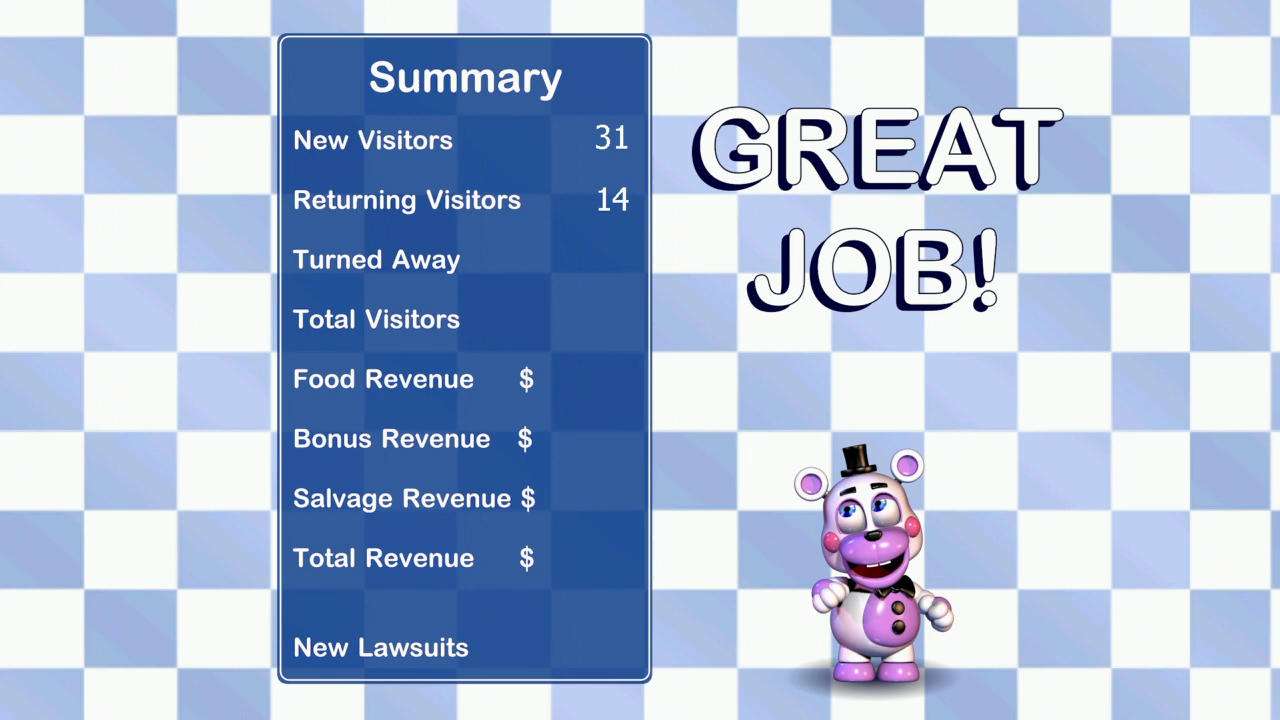 Summary
New Visitors 31
Returning Visitors 14
Turned Away
Total Visitors
Food Revenue $
Bonus Revenue $
Salvage Revenue $
Total Revenue $
New Lawsuits
GREAT
JOB!